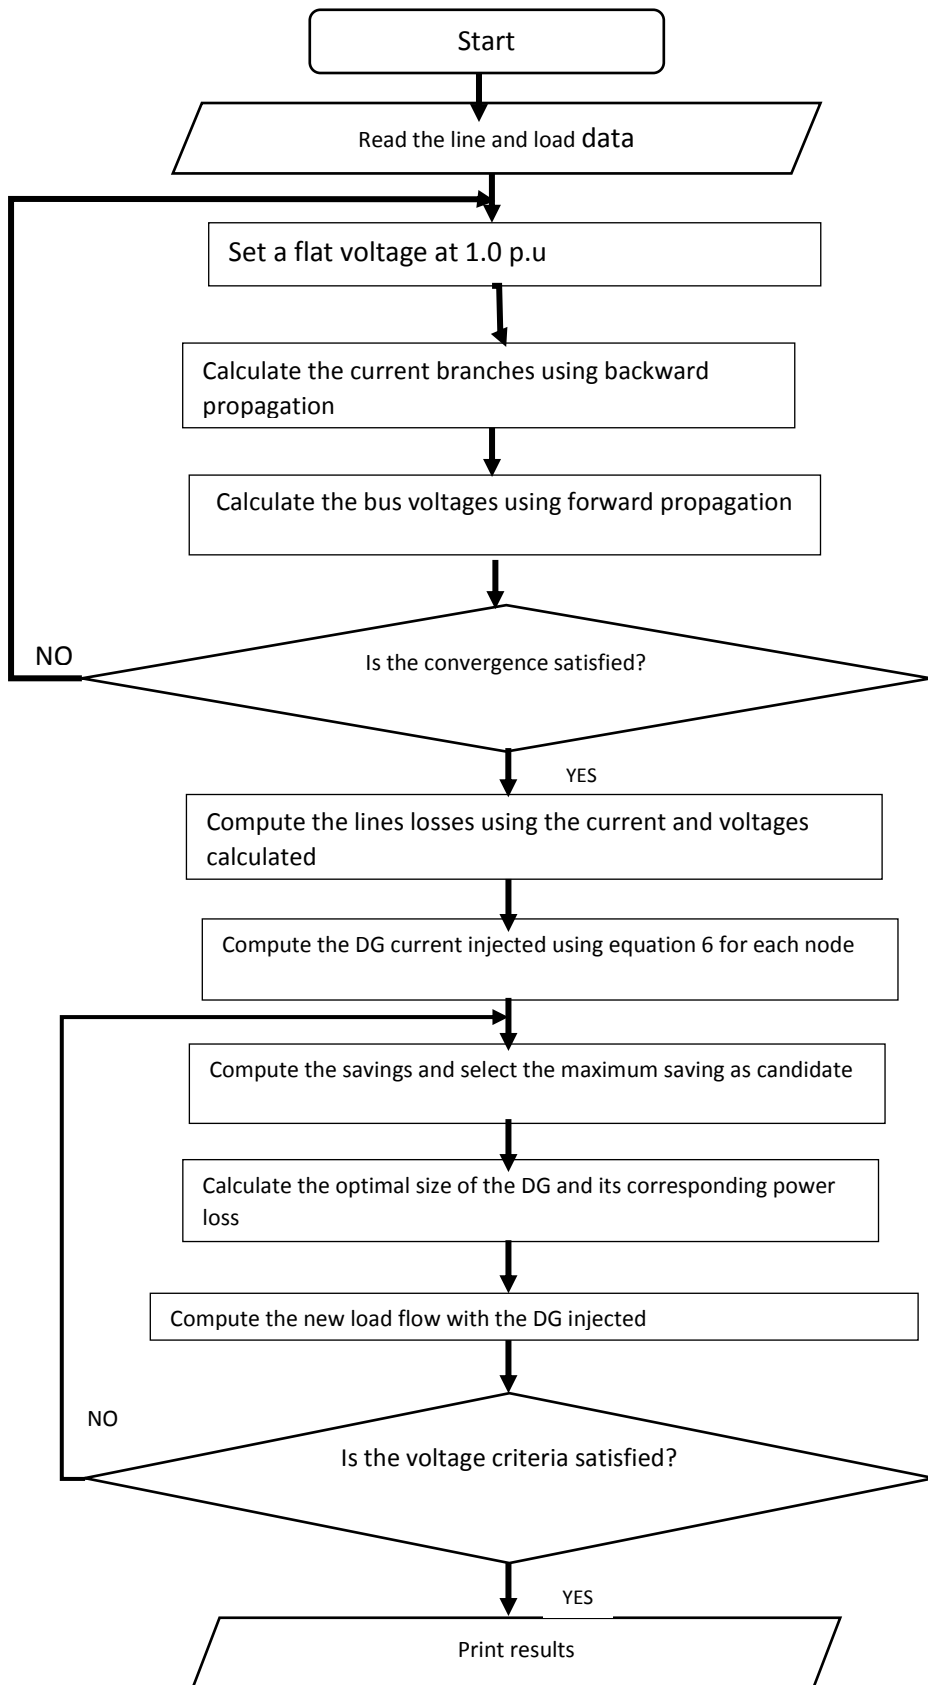 Start
Read the line and load data
Set a flat voltage at 1.0 p.u
Calculate the current branches using backward
propagation
Calculate the bus voltages using forward propagation
Is the convergence satisfied?
NO
YES
Compute the lines losses using the current and voltages
calculated
Compute the DG current injected using equation 6 for each node
Compute the savings and select the maximum saving as candidate
Calculate the optimal size of the DG and its corresponding power
loss
Compute the new load flow with the DG injected
NO
Is the voltage criteria satisfied?
YES
Print results